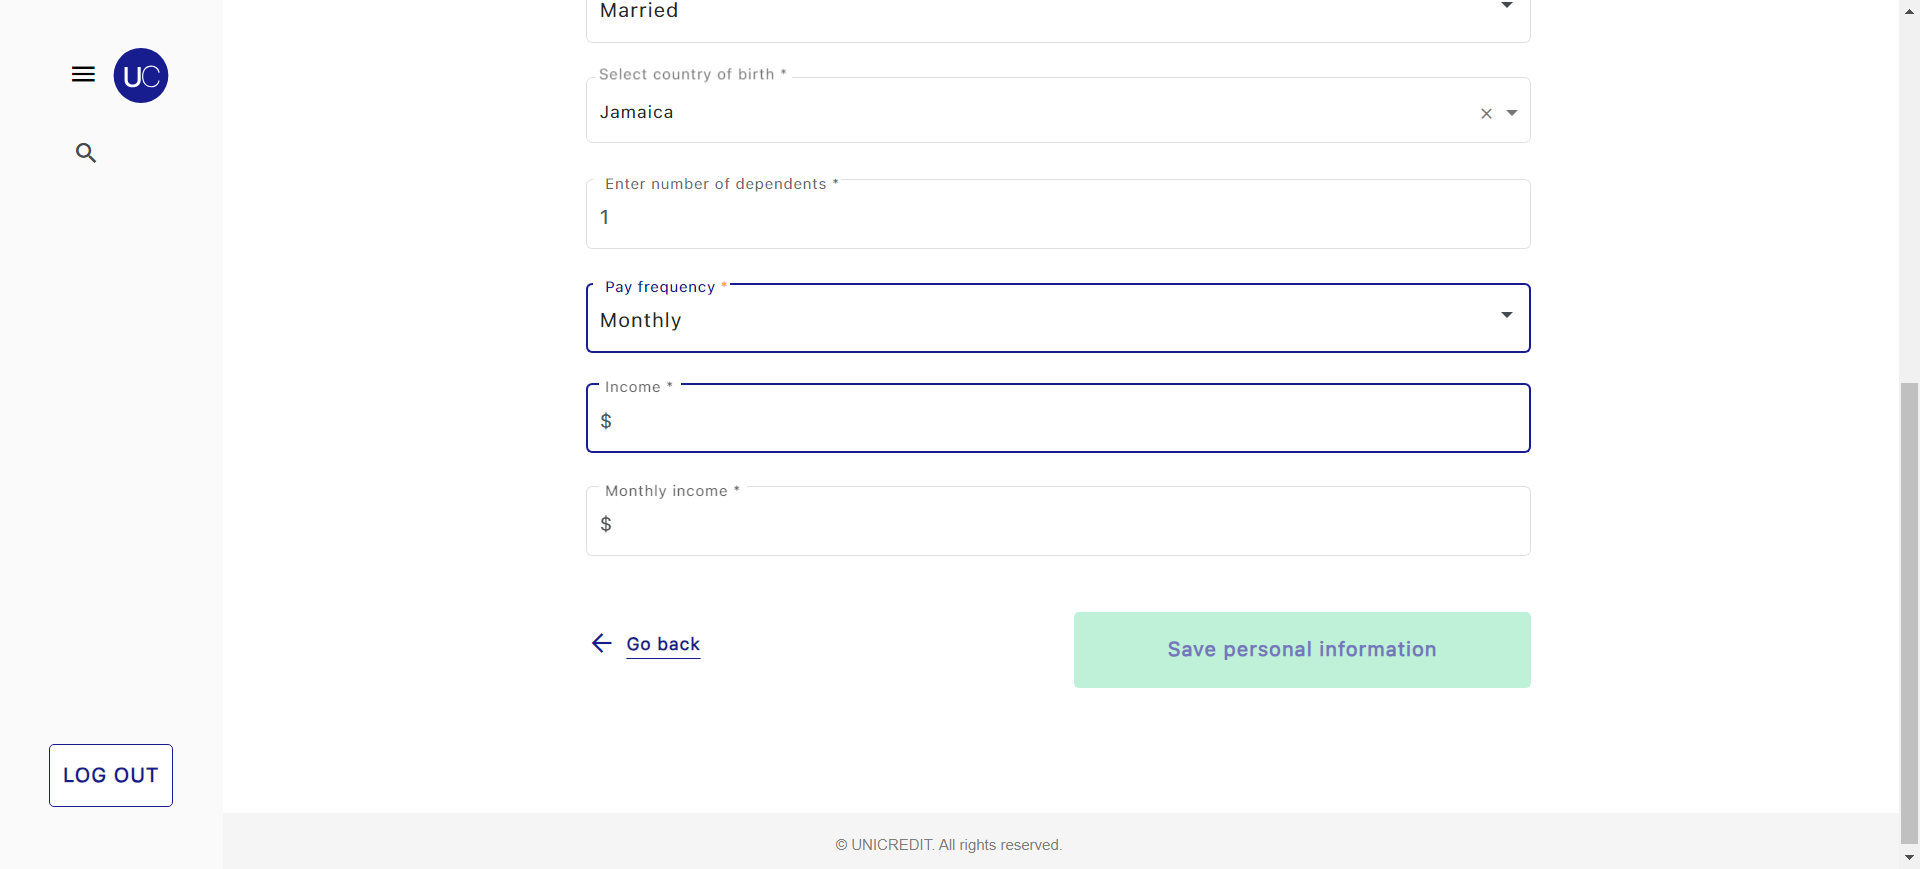 Married
UC
Select country of birth *
Jamaica
Enter number of dependents *
1
Pay frequency *
Monthly
Income *
$
Monthly income *
$
Go back
Save personal information
LOG OUT
© UNICREDIT. All rights reserved.